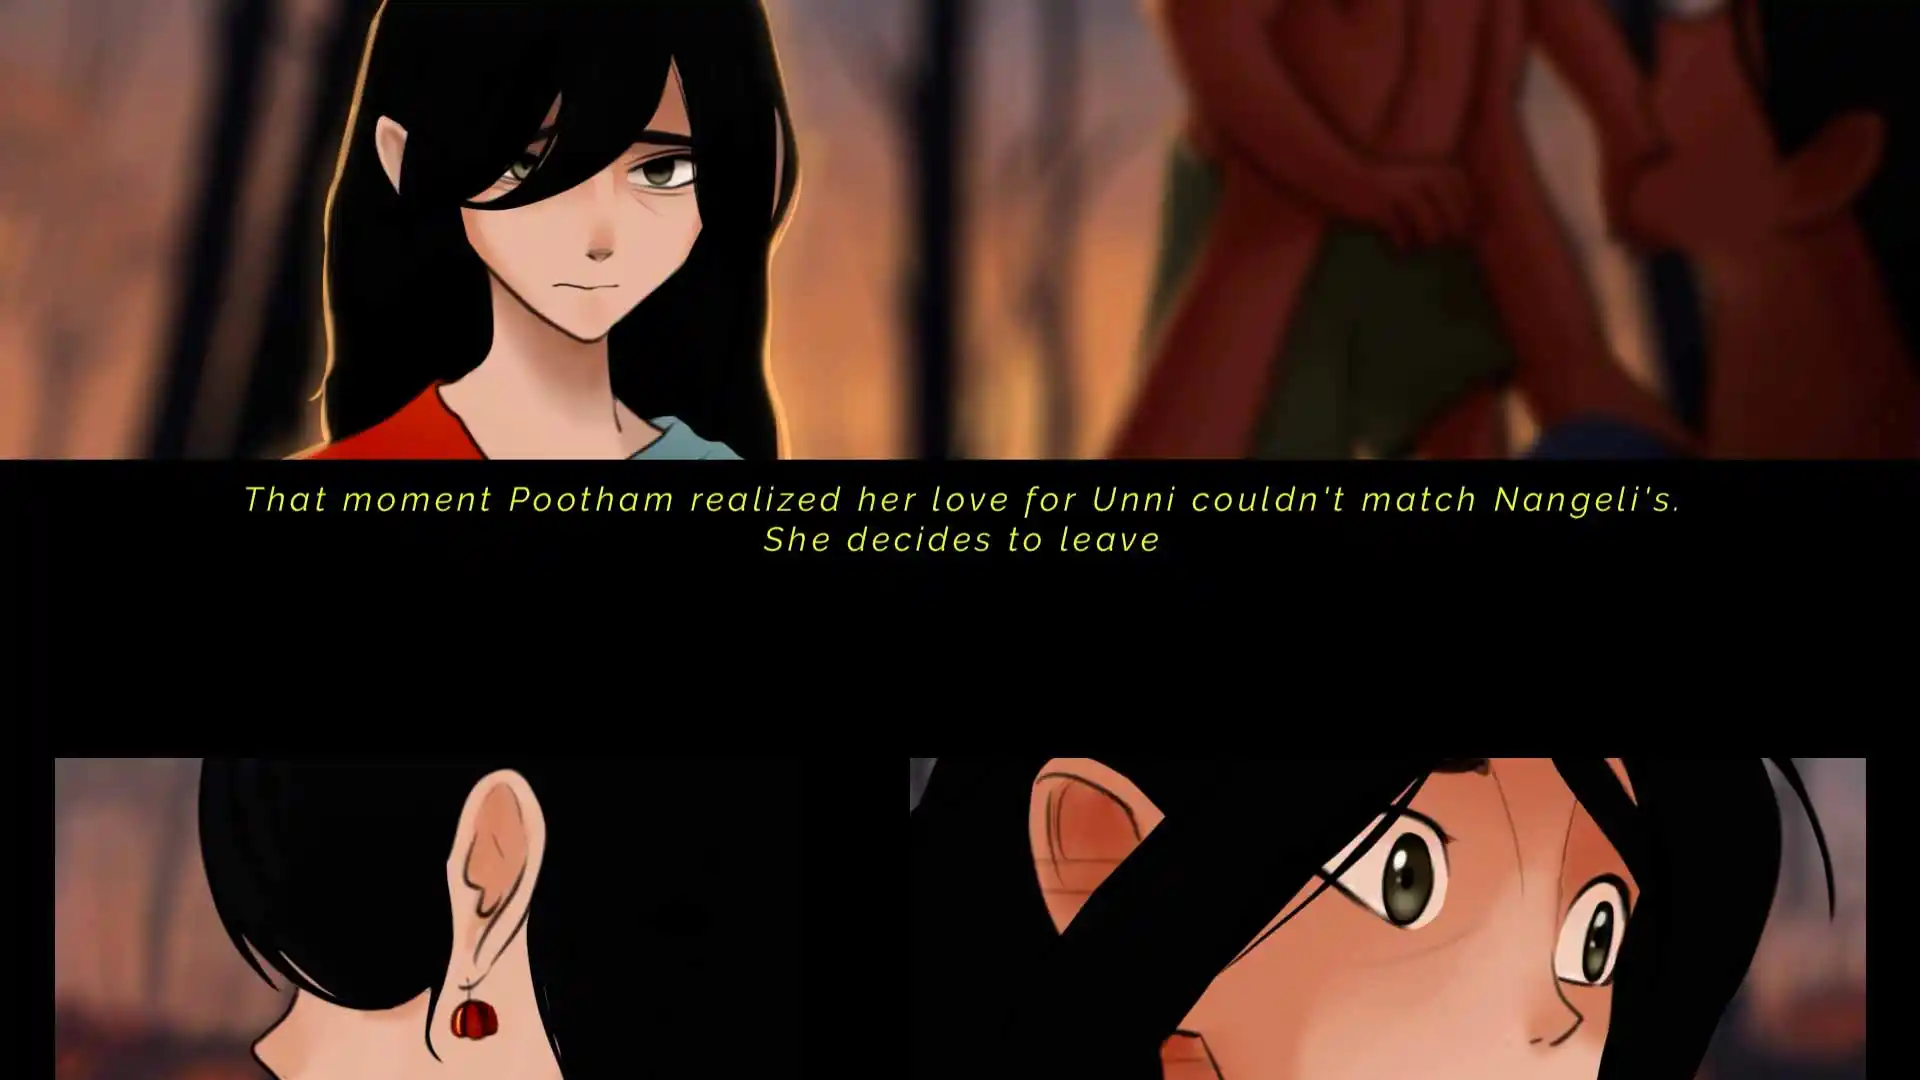 That moment Pootham realized her love for Unni couldn't match Nangeli's.
She decides to leave